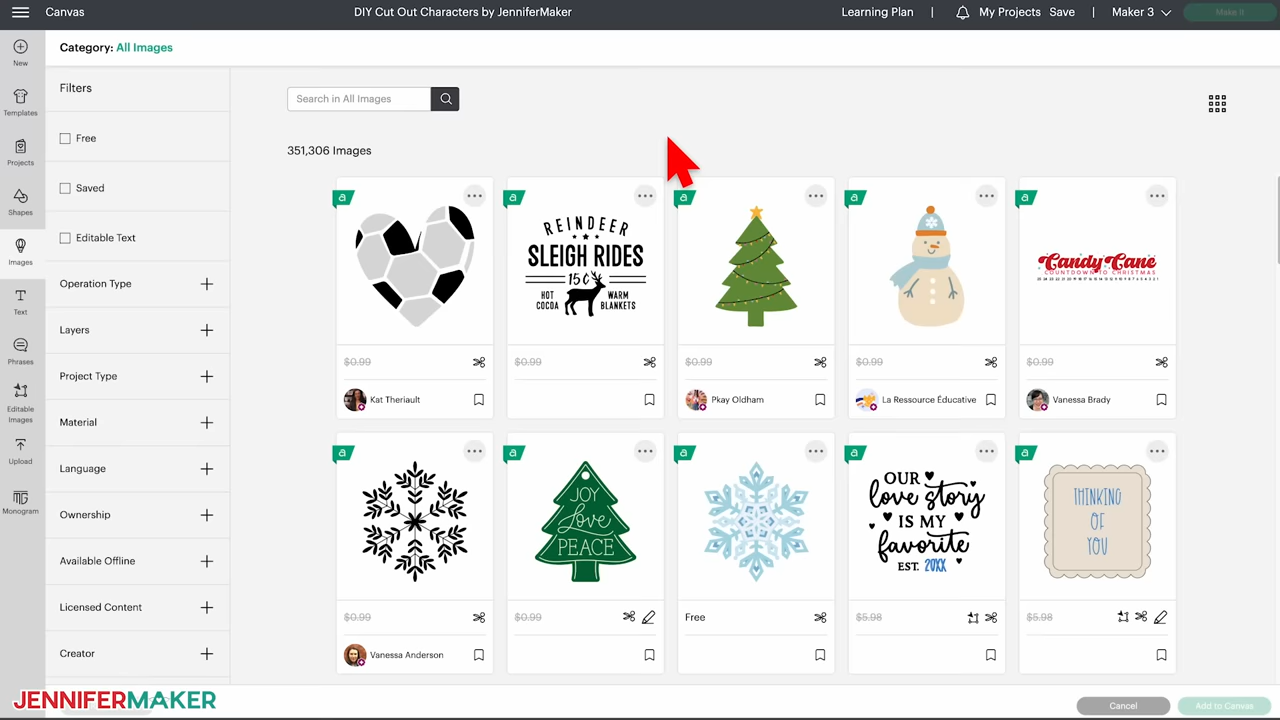 Canvas
DIY Cut Out Characters by JenniferMaker
Learning Plan | My Projects Save | Maker 3 Make It
New
Templates
Projects
Shapes
Images
Text
Phrases
Editable
Images
Upload
Monogram
Category: All Images
Filters
Free
Saved
Editable Text
Operation Type
Layers
Project Type
Material
Language
Ownership
Available Offline
Licensed Content
Creator
Search in All Images
351,306 Images
a
$0.99
Kat Theriault
a
REINDEER
SLEIGH RIDES
15¢
HOT WARM
COCOA BLANKETS
$0.99
a
$0.99
Pkay Oldham
a
$0.99
La Ressource Éducative
a
Candy Cane
COUNTDOWN TO CHRISTMAS
$0.99
Vanessa Brady
a
$0.99
Vanessa Anderson
a
JOY
Love
PEACE
$0.99
a
Free
a
OUR
love story
IS MY
favorite
EST. 20XX
$5.98
a
THINKING
OF
YOU
$5.98
JENNIFERMAKER
Cancel
Add to Canvas